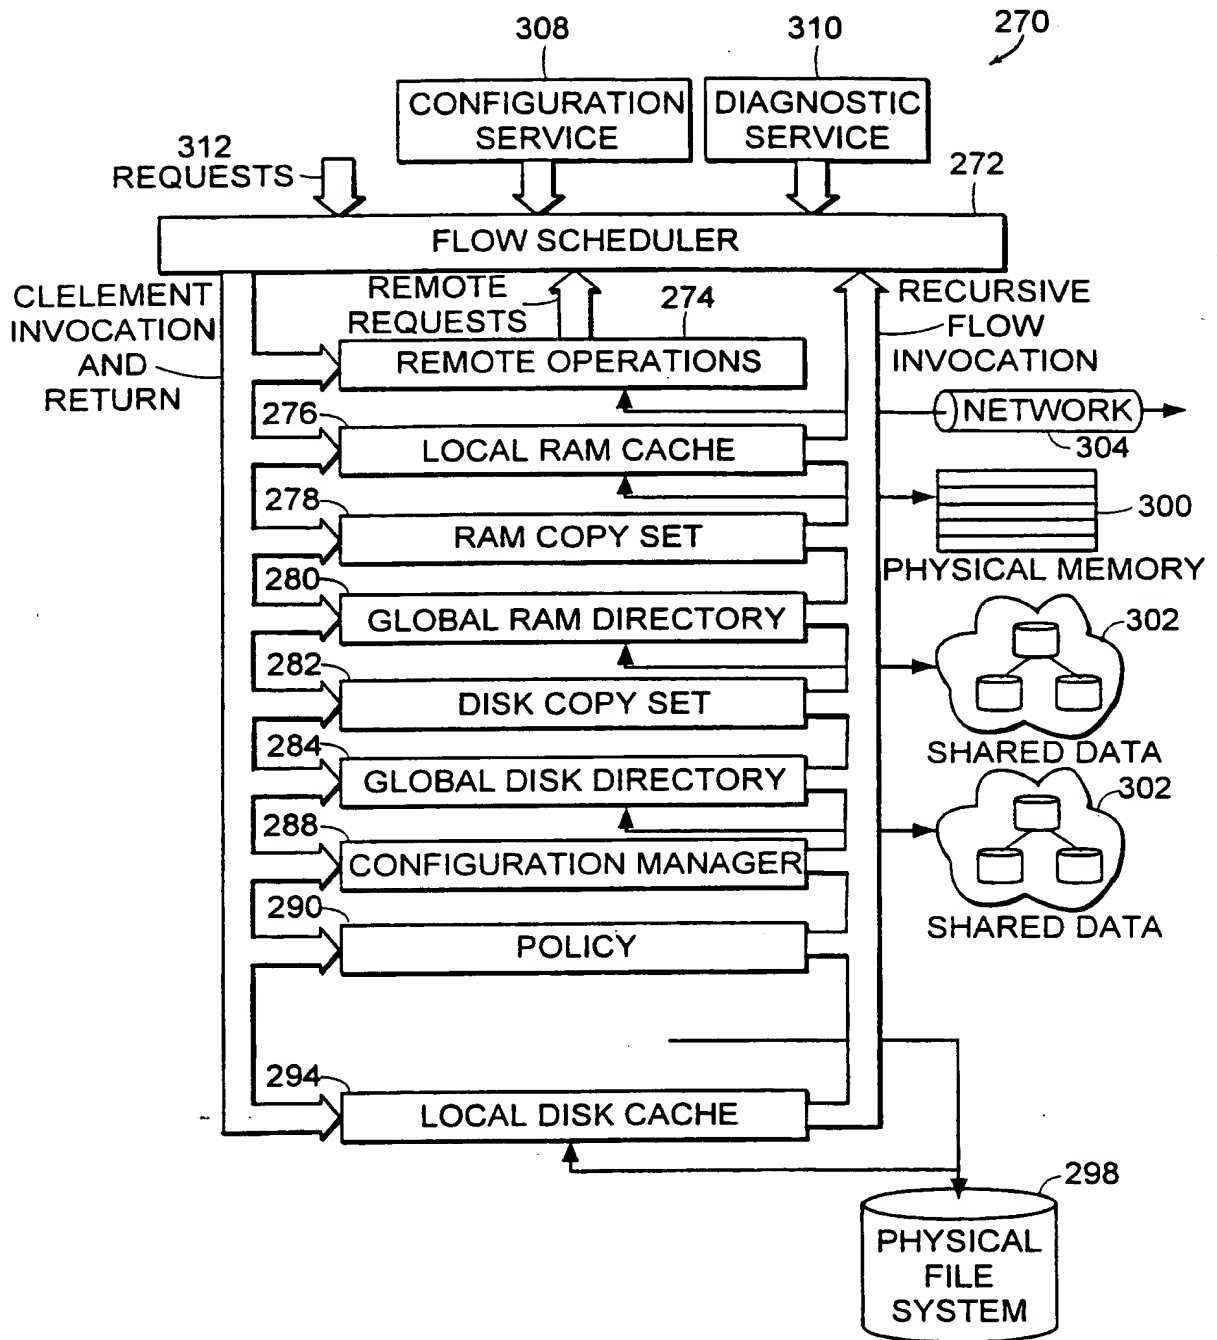 308
310
270
CONFIGURATION
SERVICE
DIAGNOSTIC
SERVICE
312
REQUESTS
272
FLOW SCHEDULER
CLELEMENT
INVOCATION
AND
RETURN
REMOTE
REQUESTS
274
RECURSIVE
FLOW
INVOCATION
REMOTE OPERATIONS
276
LOCAL RAM CACHE
NETWORK
304
278
RAM COPY SET
300
PHYSICAL MEMORY
280
GLOBAL RAM DIRECTORY
302
282
DISK COPY SET
SHARED DATA
284
GLOBAL DISK DIRECTORY
302
288
CONFIGURATION MANAGER
SHARED DATA
290
POLICY
294
LOCAL DISK CACHE
298
PHYSICAL
FILE
SYSTEM